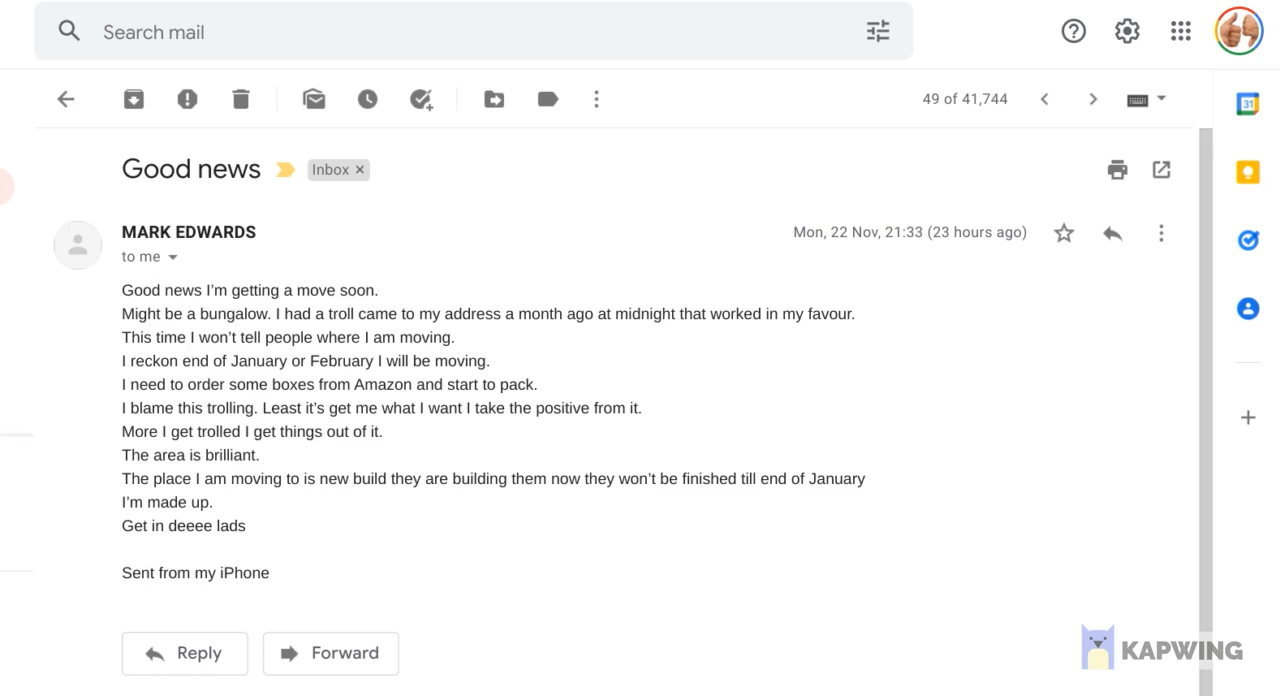 Search mail
49 of 41,744
31
Good news
Inbox ×
MARK EDWARDS
Mon, 22 Nov, 21:33 (23 hours ago)
to me
Good news I’m getting a move soon.
Might be a bungalow. I had a troll came to my address a month ago at midnight that worked in my favour.
This time I won’t tell people where I am moving.
I reckon end of January or February I will be moving.
I need to order some boxes from Amazon and start to pack.
I blame this trolling. Least it’s get me what I want I take the positive from it.
More I get trolled I get things out of it.
The area is brilliant.
The place I am moving to is new build they are building them now they won’t be finished till end of January
I’m made up.
Get in deeee lads
Sent from my iPhone
Reply
Forward
KAPWING